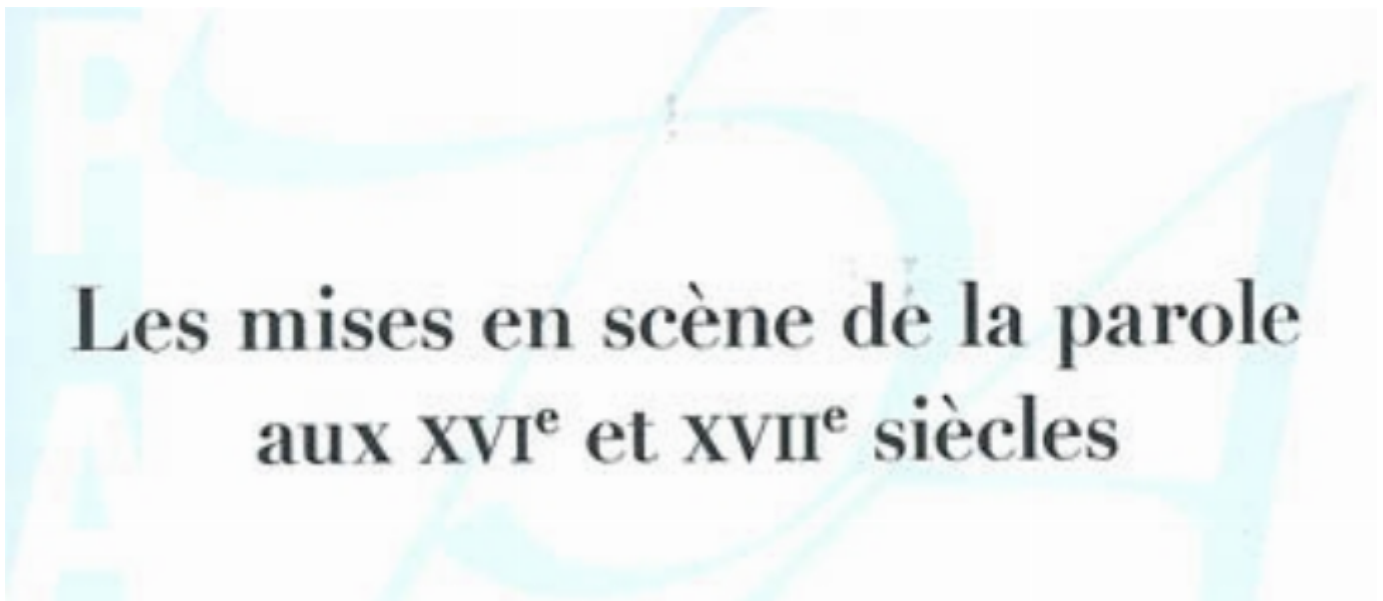 Les mises en scène de la parole
aux XVIᵉ et XVIIᵉ siècles